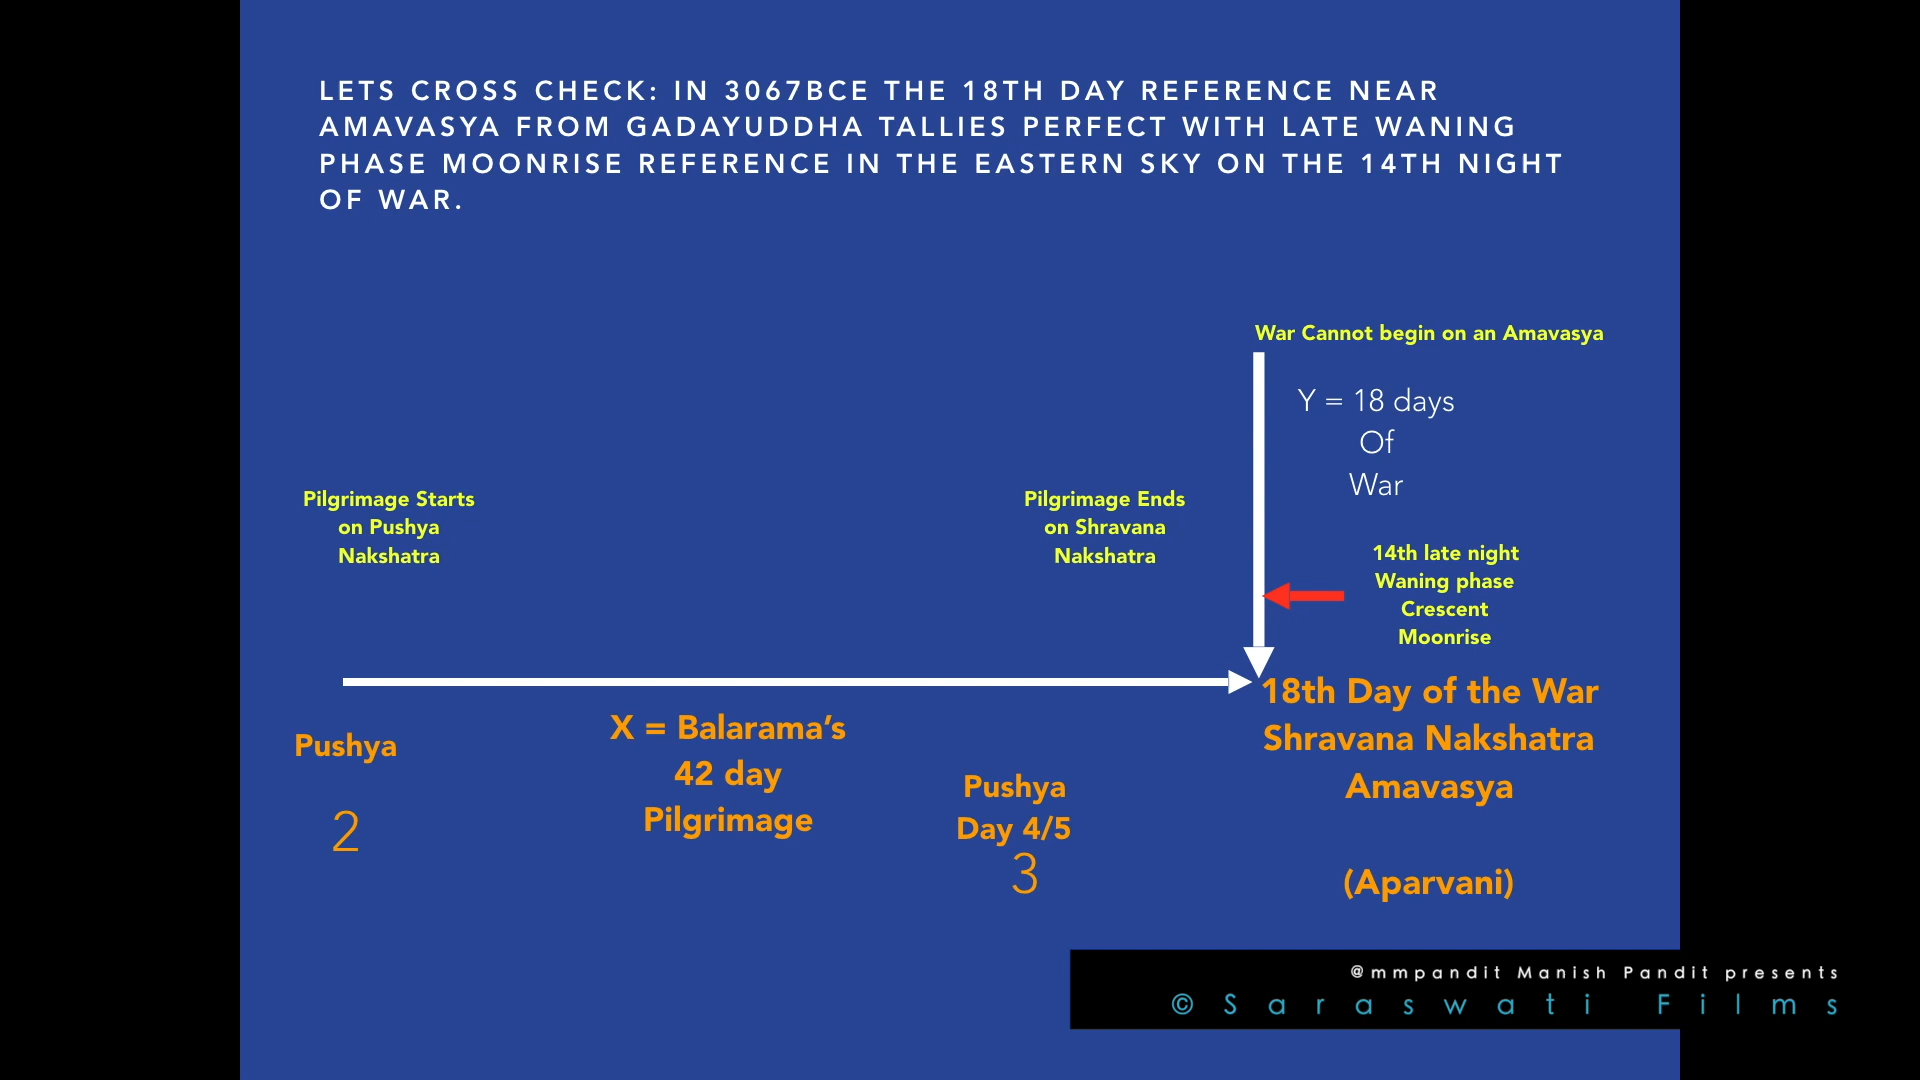 LETS CROSS CHECK: IN 3067BCE THE 18TH DAY REFERENCE NEAR
AMAVASYA FROM GADAYUDDHA TALLIES PERFECT WITH LATE WANING
PHASE MOONRISE REFERENCE IN THE EASTERN SKY ON THE 14TH NIGHT
OF WAR.
War Cannot begin on an Amavasya
Y = 18 days
Of
War
Pilgrimage Starts
on Pushya
Nakshatra
Pilgrimage Ends
on Shravana
Nakshatra
14th late night
Waning phase
Crescent
Moonrise
Pushya
2
X = Balarama’s
42 day
Pilgrimage
Pushya
Day 4/5
3
18th Day of the War
Shravana Nakshatra
Amavasya
(Aparvani)
@mmpandit Manish Pandit presents
© Saraswati Films